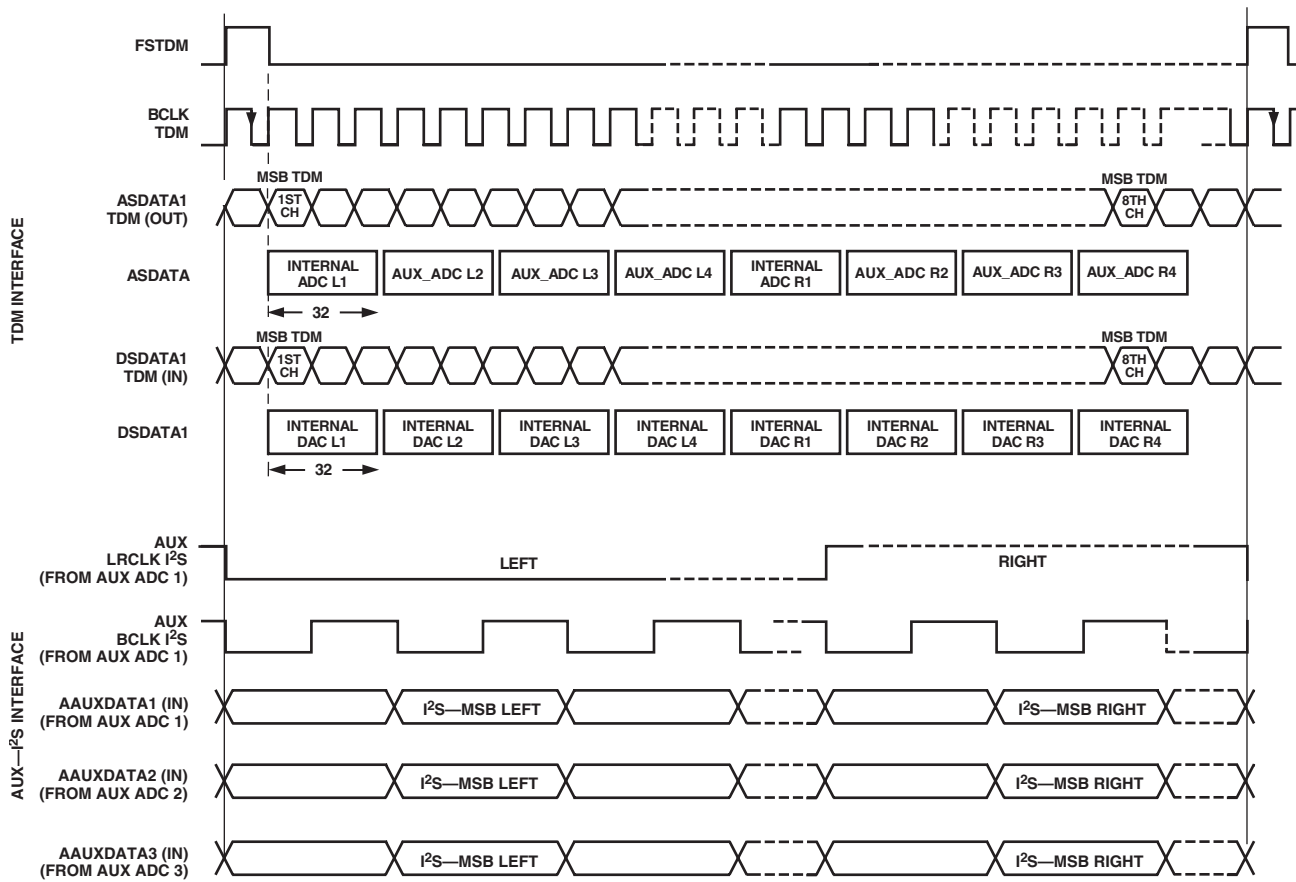 FSTDM
BCLK
TDM
MSB TDM
MSB TDM
ASDATA1
TDM (OUT)
1ST
CH
8TH
CH
TDM INTERFACE
ASDATA
INTERNAL
ADC L1
AUX_ADC L2
AUX_ADC L3
AUX_ADC L4
INTERNAL
ADC R1
AUX_ADC R2
AUX_ADC R3
AUX_ADC R4
32
MSB TDM
MSB TDM
DSDATA1
TDM (IN)
1ST
CH
8TH
CH
DSDATA1
INTERNAL
DAC L1
INTERNAL
DAC L2
INTERNAL
DAC L3
INTERNAL
DAC L4
INTERNAL
DAC R1
INTERNAL
DAC R2
INTERNAL
DAC R3
INTERNAL
DAC R4
32
AUX
LRCLK I²S
(FROM AUX ADC 1)
LEFT
RIGHT
AUX
BCLK I²S
(FROM AUX ADC 1)
AUX—I²S INTERFACE
AAUXDATA1 (IN)
(FROM AUX ADC 1)
I²S—MSB LEFT
I²S—MSB RIGHT
AAUXDATA2 (IN)
(FROM AUX ADC 2)
I²S—MSB LEFT
I²S—MSB RIGHT
AAUXDATA3 (IN)
(FROM AUX ADC 3)
I²S—MSB LEFT
I²S—MSB RIGHT